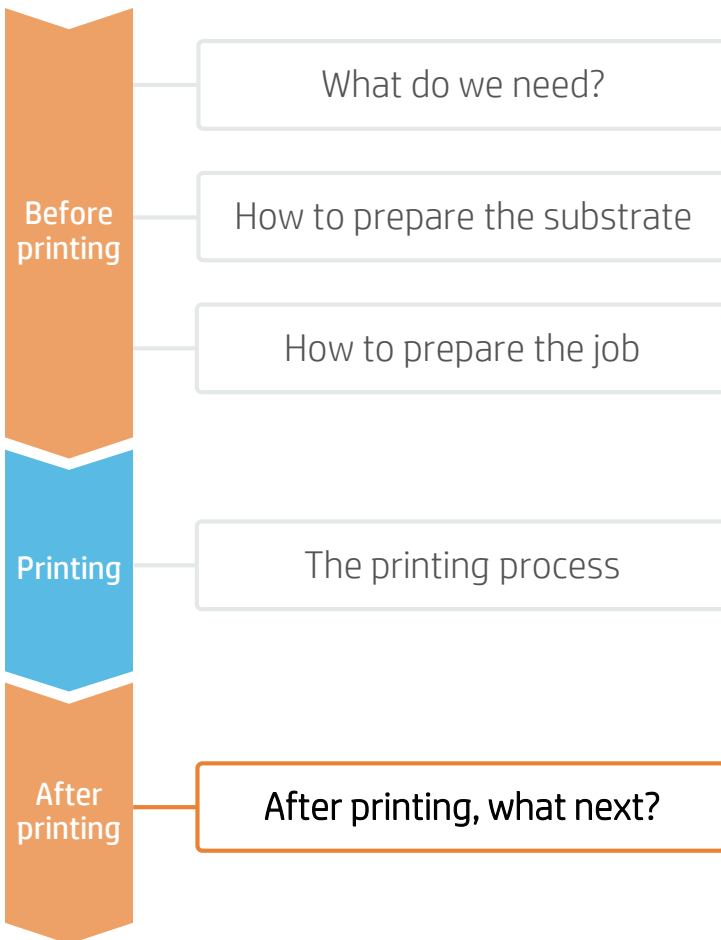 What do we need?
Before
printing
How to prepare the substrate
How to prepare the job
Printing
The printing process
After
printing
After printing, what next?